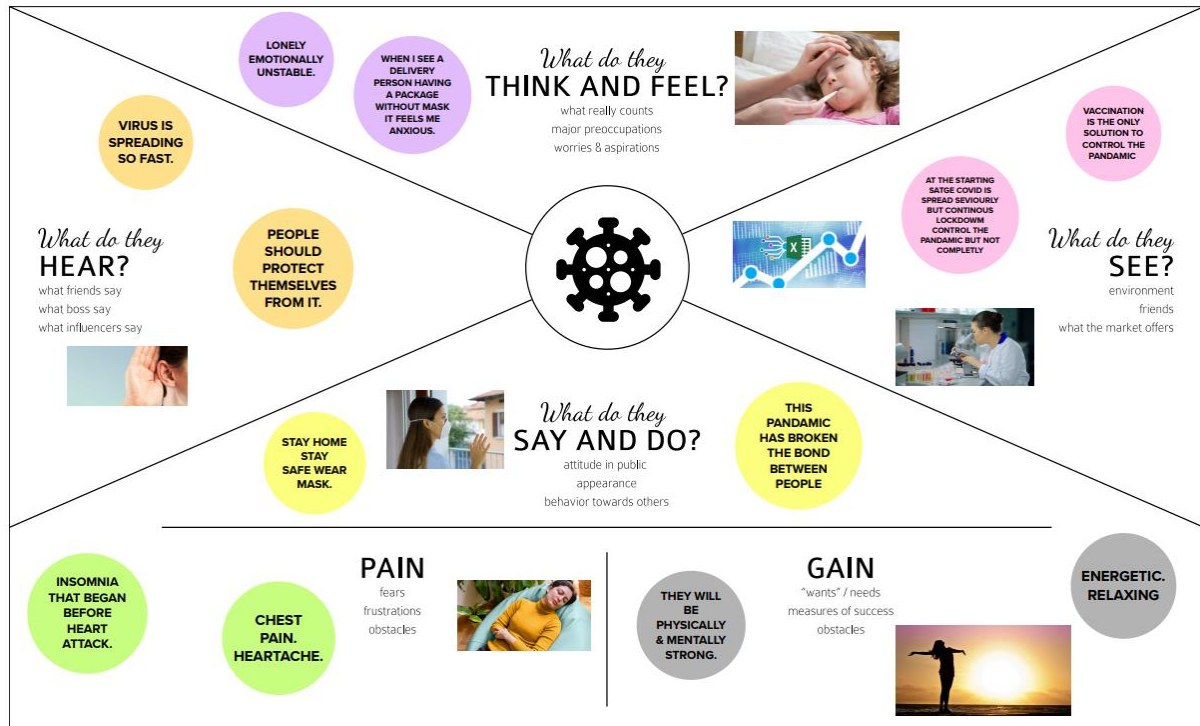 LONELY
EMOTIONALLY
UNSTABLE.
WHEN I SEE A
DELIVERY
PERSON HAVING
A PACKAGE
WITHOUT MASK
IT FEELS ME
ANXIOUS.
What do they
THINK AND FEEL?
what really counts
major preoccupations
worries & aspirations
VIRUS IS
SPREADING
SO FAST.
PEOPLE
SHOULD
PROTECT
THEMSELVES
FROM IT.
What do they
HEAR?
what friends say
what boss say
what influencers say
VACCINATION
IS THE ONLY
SOLUTION TO
CONTROL THE
PANDAMIC
AT THE STARTING
SATGE COVID IS
SPREAD SEVIOURLY
BUT CONTINOUS
LOCKDOWM
CONTROL THE
PANDAMIC BUT NOT
COMPLETLY
X
What do they
SEE?
environment
friends
what the market offers
STAY HOME
STAY
SAFE WEAR
MASK.
What do they
SAY AND DO?
attitude in public
appearance
behavior towards others
THIS
PANDAMIC
HAS BROKEN
THE BOND
BETWEEN
PEOPLE
INSOMNIA
THAT BEGAN
BEFORE
HEART
ATTACK.
CHEST
PAIN.
HEARTACHE.
PAIN
fears
frustrations
obstacles
THEY WILL
BE
PHYSICALLY
& MENTALLY
STRONG.
GAIN
"wants" / needs
measures of success
obstacles
ENERGETIC.
RELAXING